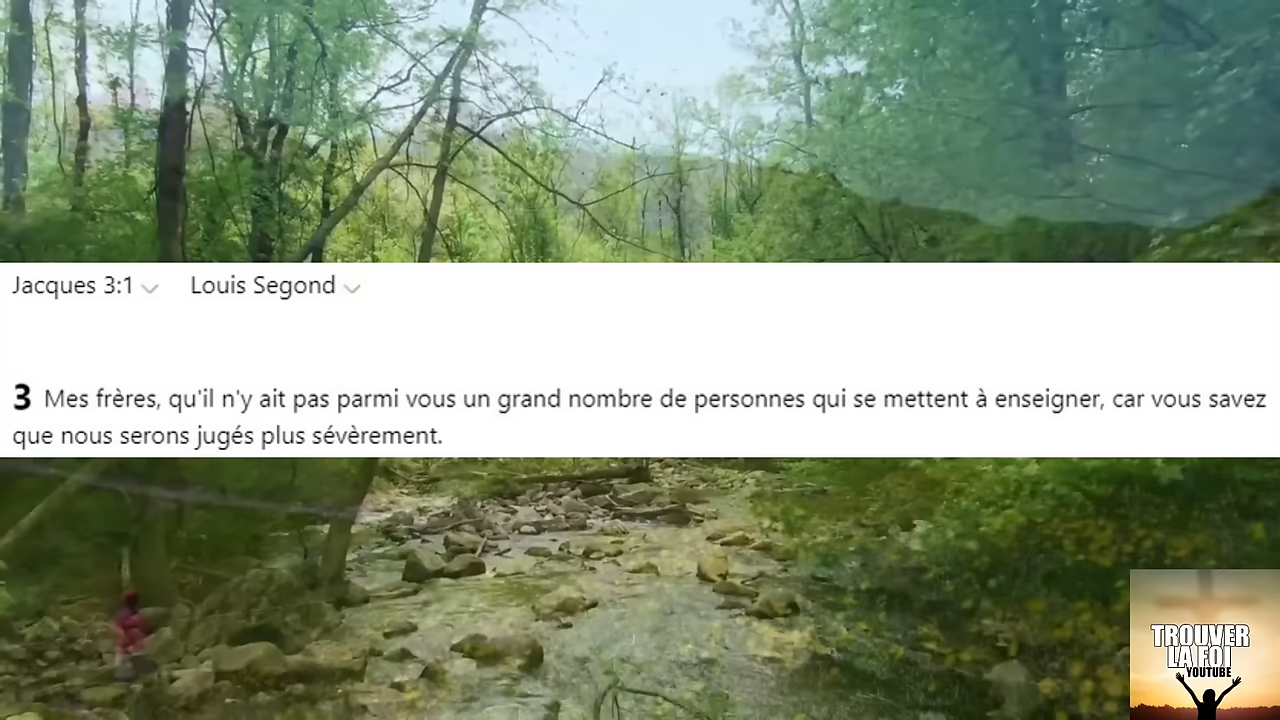 Jacques 3:1 Louis Segond
3 Mes frères, qu'il n'y ait pas parmi vous un grand nombre de personnes qui se mettent à enseigner, car vous savez
que nous serons jugés plus sévèrement.
TROUVER
LA FOI
YOUTUBE